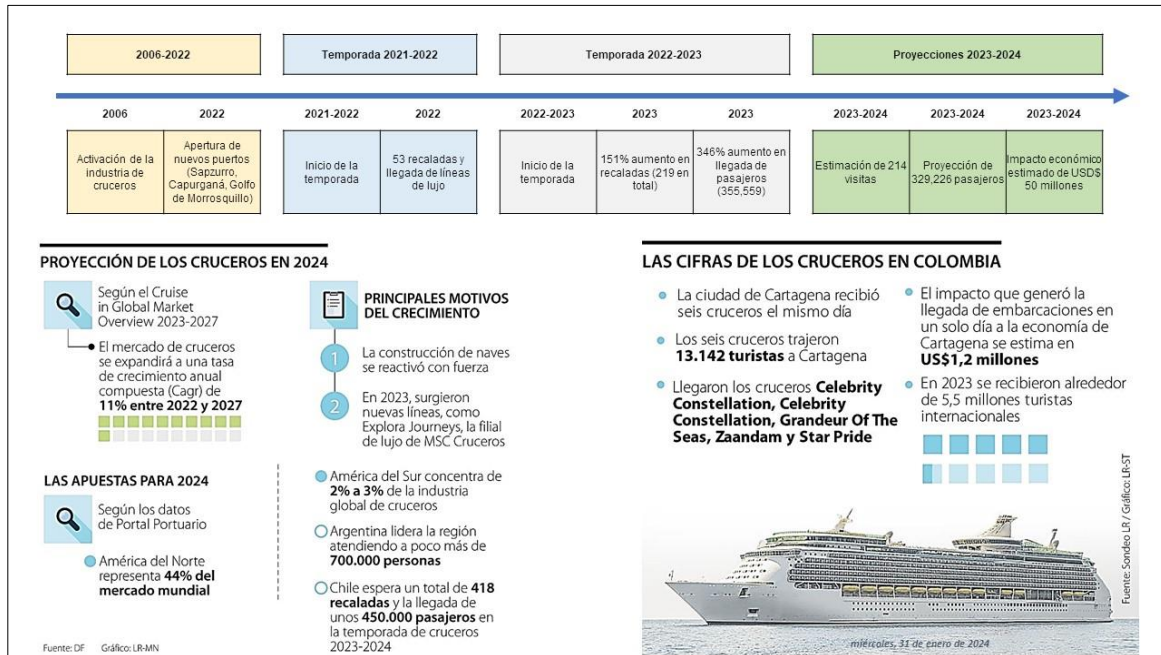 2006-2022
Temporada 2021-2022
Temporada 2022-2023
Proyecciones 2023-2024
2006
2022
2021-2022
2022
2022-2023
2023
2023
2023-2024
2023-2024
2023-2024
Activación de la
industria de
cruceros
Apertura de
nuevos puertos
(Sapzurro,
Capurganá, Golfo
de Morrosquillo)
Inicio de la
temporada
53 recaladas y
llegada de líneas
de lujo
Inicio de la
temporada
151% aumento en
recaladas (219 en
total)
346% aumento en
llegada de
pasajeros
(355,559)
Estimación de 214
visitas
Proyección de
329,226 pasajeros
Impacto económico
estimado de USD$
50 millones
PROYECCIÓN DE LOS CRUCEROS EN 2024
Según el Cruise
in Global Market
Overview 2023-2027
El mercado de cruceros
se expandirá a una tasa
de crecimiento anual
compuesta (Cagr) de
11% entre 2022 y 2027
LAS APUESTAS PARA 2024
Según los datos
de Portal Portuario
América del Norte
representa 44% del
mercado mundial
Fuente: DF Gráfico: LR-MN
PRINCIPALES MOTIVOS
DEL CRECIMIENTO
1
La construcción de naves
se reactivó con fuerza
2
En 2023, surgieron
nuevas líneas, como
Explora Journeys, la filial
de lujo de MSC Cruceros
América del Sur concentra de
2% a 3% de la industria
global de cruceros
Argentina lidera la región
atendiendo a poco más de
700.000 personas
Chile espera un total de 418
recaladas y la llegada de
unos 450.000 pasajeros en
la temporada de cruceros
2023-2024
LAS CIFRAS DE LOS CRUCEROS EN COLOMBIA
La ciudad de Cartagena recibió
seis cruceros el mismo día
Los seis cruceros trajeron
13.142 turistas a Cartagena
Llegaron los cruceros Celebrity
Constellation, Celebrity
Constellation, Grandeur Of The
Seas, Zaandam y Star Pride
El impacto que generó la
llegada de embarcaciones en
un solo día a la economía de
Cartagena se estima en
US$1,2 millones
En 2023 se recibieron alrededor
de 5,5 millones turistas
internacionales
Fuente: Sondeo LR / Gráfico: LR-ST
miércoles, 31 de enero de 2024